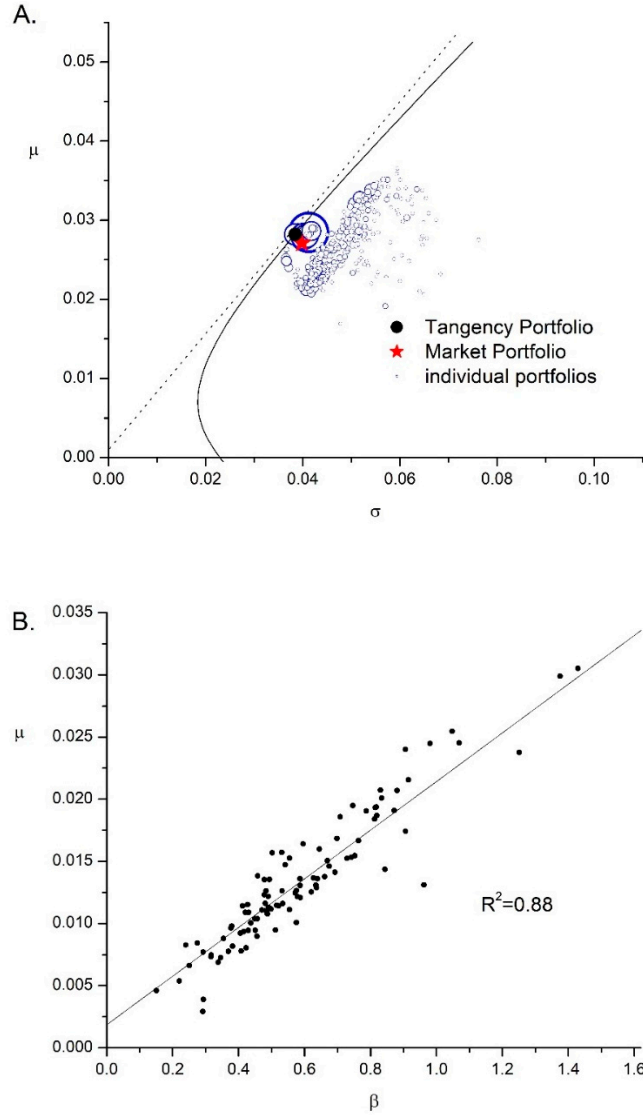 A.
0.05
0.04
μ
0.03
0.02
Tangency Portfolio
Market Portfolio
individual portfolios
0.01
0.00
0.00 0.02 0.04 0.06 0.08 0.10
σ
B.
0.035
0.030
μ
0.025
0.020
0.015
R²=0.88
0.010
0.005
0.000
0.0 0.2 0.4 0.6 0.8 1.0 1.2 1.4 1.6
β